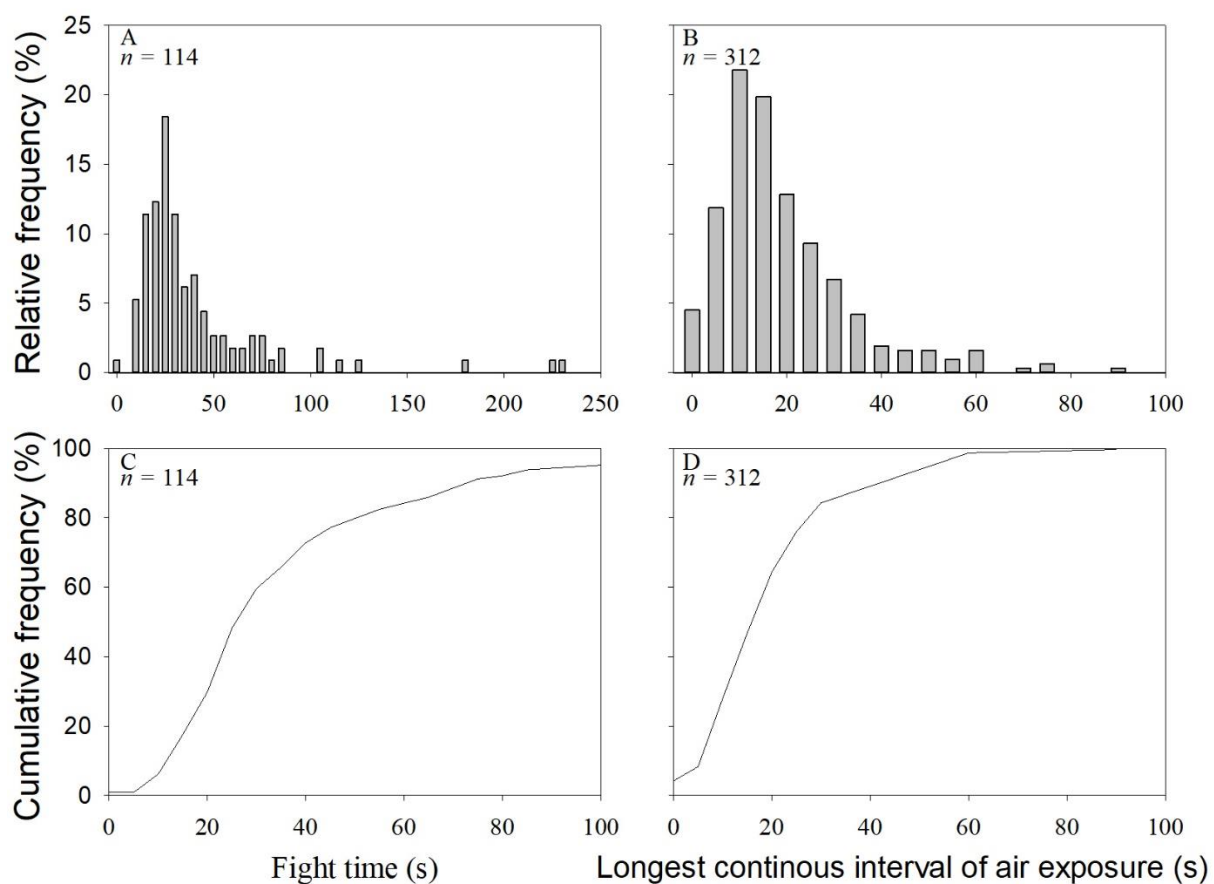 A
n = 114
B
n = 312
Relative frequency (%)
25
20
15
10
5
0
0 50 100 150 200 250
0 20 40 60 80 100
C
n = 114
D
n = 312
Cumulative frequency (%)
100
80
60
40
20
0
0 20 40 60 80 100
0 20 40 60 80 100
Fight time (s)
Longest continous interval of air exposure (s)